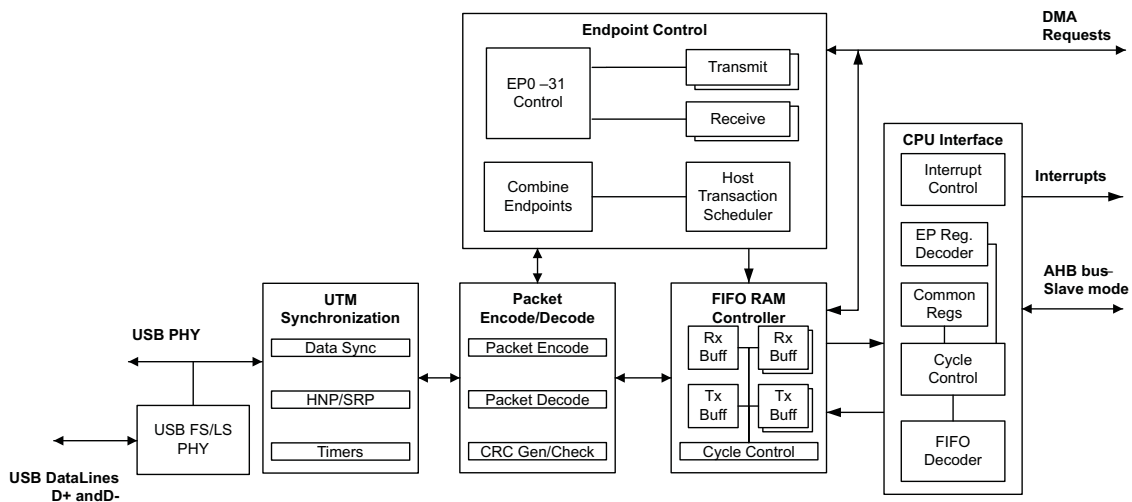 DMA
Requests
Endpoint Control
EP0 –31
Control
Transmit
Receive
Combine
Endpoints
Host
Transaction
Scheduler
CPU Interface
Interrupt
Control
EP Reg.
Decoder
Common
Regs
Cycle
Control
FIFO
Decoder
Interrupts
AHB bus–
Slave mode
UTM
Synchronization
Data Sync
HNP/SRP
Timers
Packet
Encode/Decode
Packet Encode
Packet Decode
CRC Gen/Check
FIFO RAM
Controller
Rx
Buff
Rx
Buff
Tx
Buff
Tx
Buff
Cycle Control
USB PHY
USB FS/LS
PHY
USB DataLines
D+ andD-